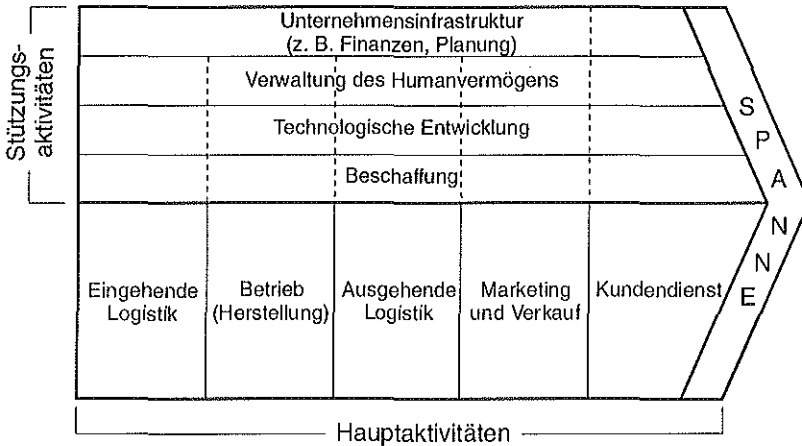 Unternehmensinfrastruktur
(z. B. Finanzen, Planung)
Verwaltung des Humanvermögens
Technologische Entwicklung
Beschaffung
Stützungs-
aktivitäten
Eingehende
Logistik
Betrieb
(Herstellung)
Ausgehende
Logistik
Marketing
und Verkauf
Kundendienst
SPANNE
Hauptaktivitäten